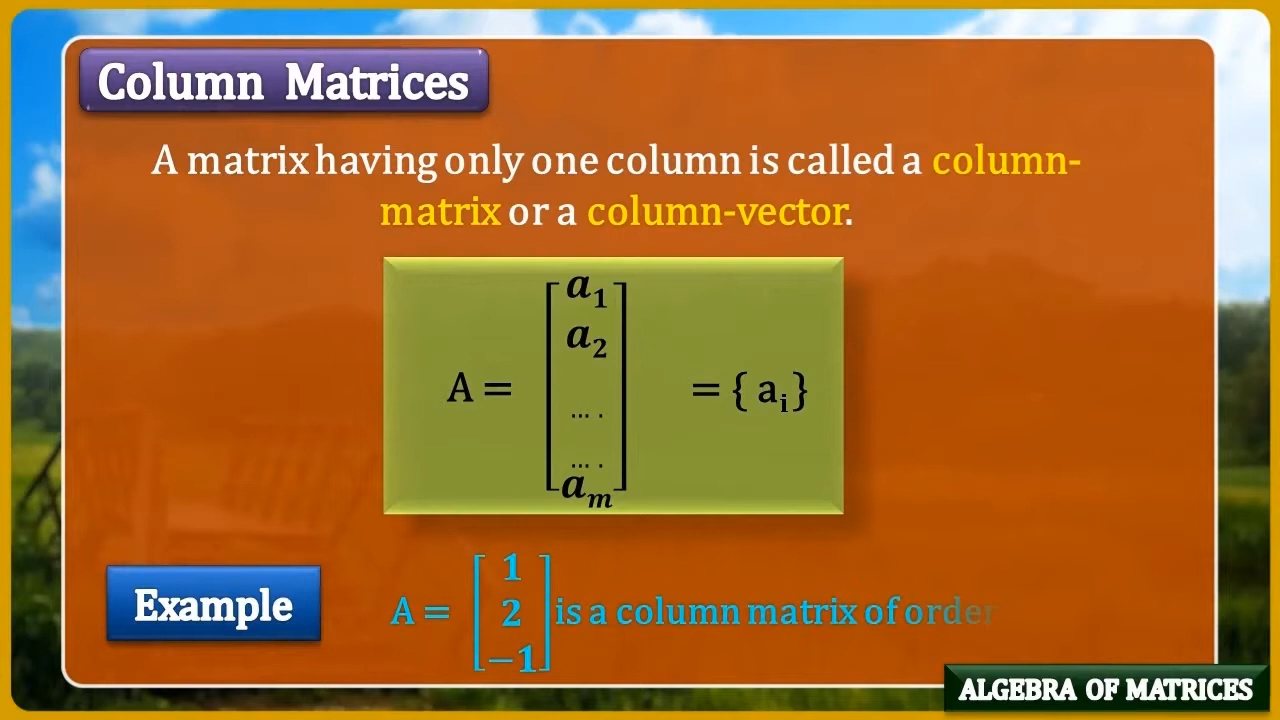 Column Matrices
A matrix having only one column is called a column-
matrix or a column-vector.
a₁
a₂
A = [... .] = { aᵢ}
... .
aₘ
Example
1
A = [2] is a column matrix of order
−1
ALGEBRA OF MATRICES